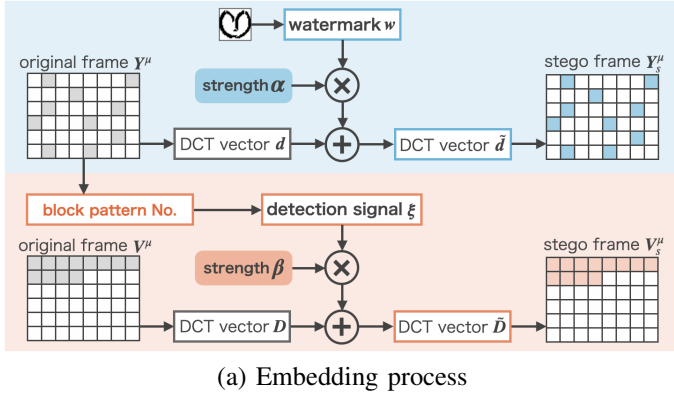 watermark w
original frame Y^μ
stego frame Y_s^μ
strength α
×
DCT vector d
+
DCT vector d̃
block pattern No.
detection signal ξ
original frame V^μ
stego frame V_s^μ
strength β
×
DCT vector D
+
DCT vector D̃
(a) Embedding process